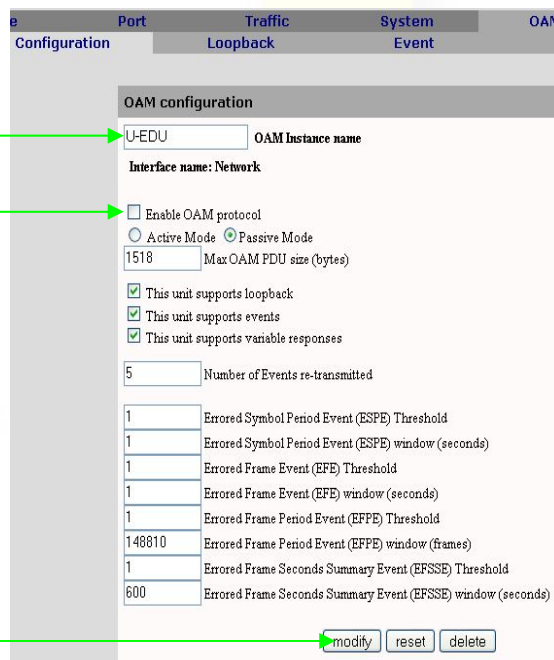 e Port Traffic System OAM
Configuration Loopback Event
OAM configuration
U-EDU OAM Instance name
Interface name: Network
Enable OAM protocol
Active Mode Passive Mode
1518 Max OAM PDU size (bytes)
This unit supports loopback
This unit supports events
This unit supports variable responses
5 Number of Events re-transmitted
1 Errored Symbol Period Event (ESPE) Threshold
1 Errored Symbol Period Event (ESPE) window (seconds)
1 Errored Frame Event (EFE) Threshold
1 Errored Frame Event (EFE) window (seconds)
1 Errored Frame Period Event (EFPE) Threshold
148810 Errored Frame Period Event (EFPE) window (frames)
1 Errored Frame Seconds Summary Event (EFSSE) Threshold
600 Errored Frame Seconds Summary Event (EFSSE) window (seconds)
modify reset delete